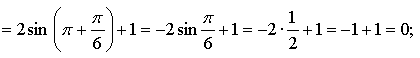 = 2 sin (π + π/6) + 1 = −2 sin π/6 + 1 = −2 · 1/2 + 1 = −1 + 1 = 0;